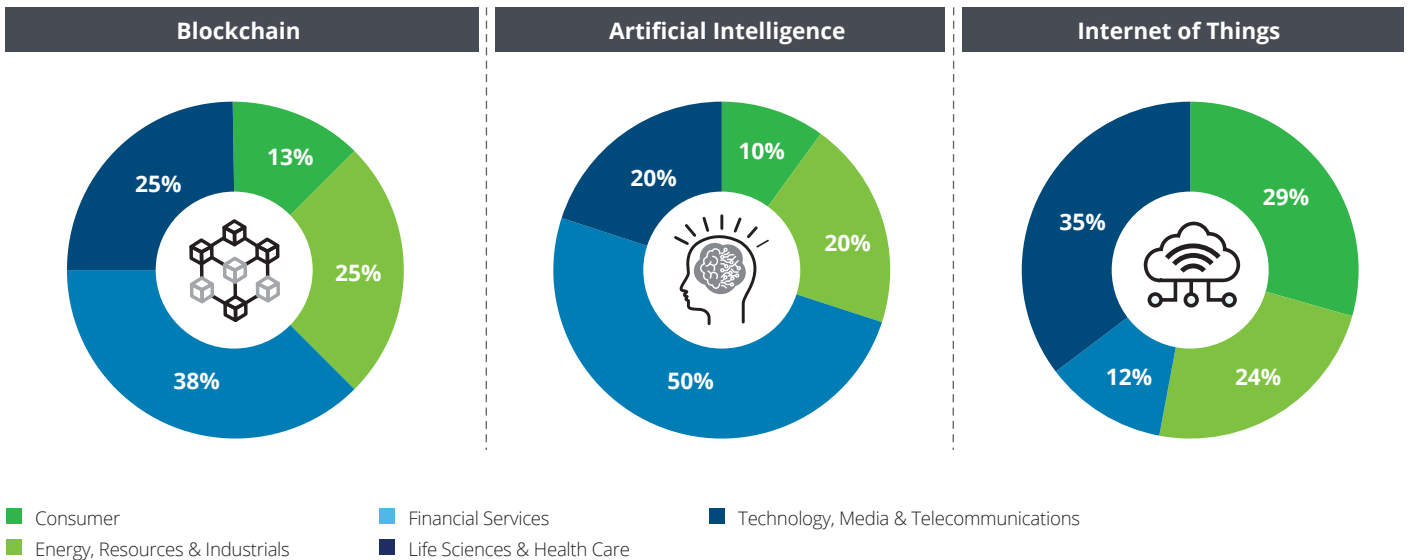 Blockchain
Artificial Intelligence
Internet of Things
13%
25%
38%
25%
10%
20%
50%
20%
29%
24%
12%
35%
Consumer
Financial Services
Technology, Media & Telecommunications
Energy, Resources & Industrials
Life Sciences & Health Care